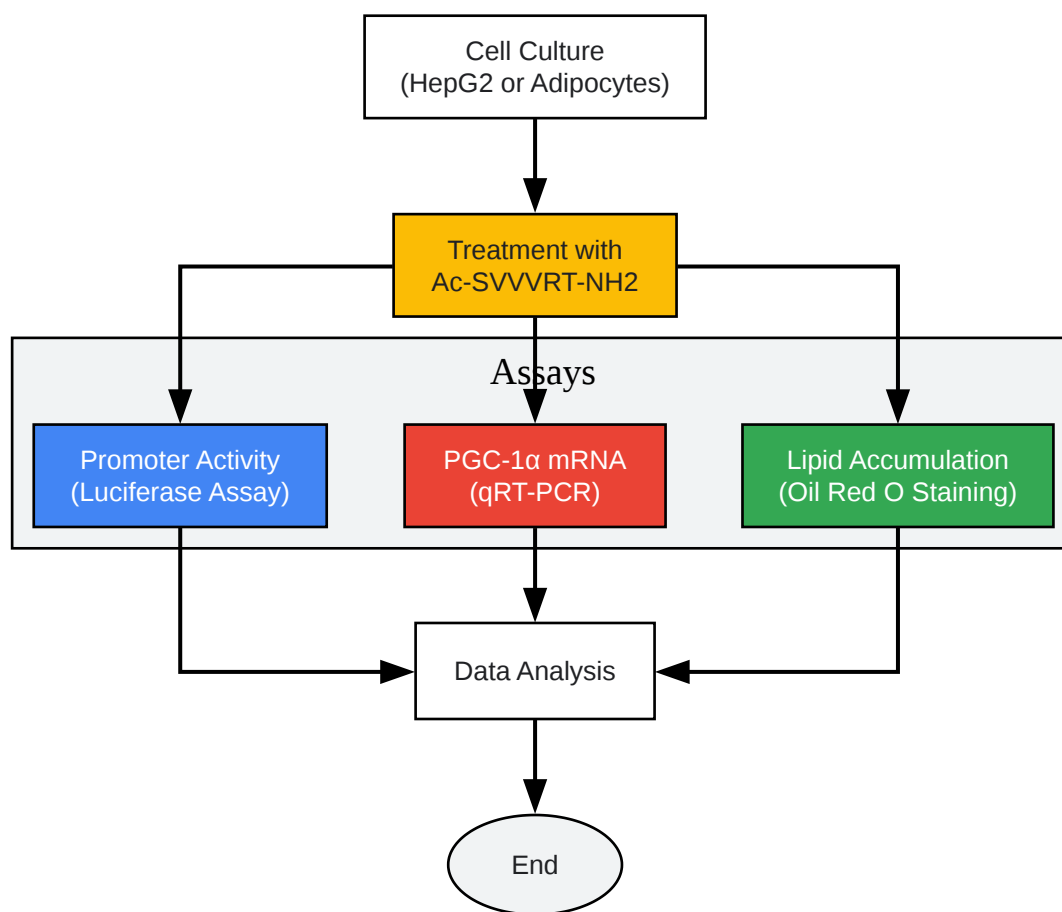 Cell Culture
(HepG2 or Adipocytes)
Treatment with
Ac-SVVVRT-NH2
Assays
Promoter Activity
(Luciferase Assay)
PGC-1α mRNA
(qRT-PCR)
Lipid Accumulation
(Oil Red O Staining)
Data Analysis
End